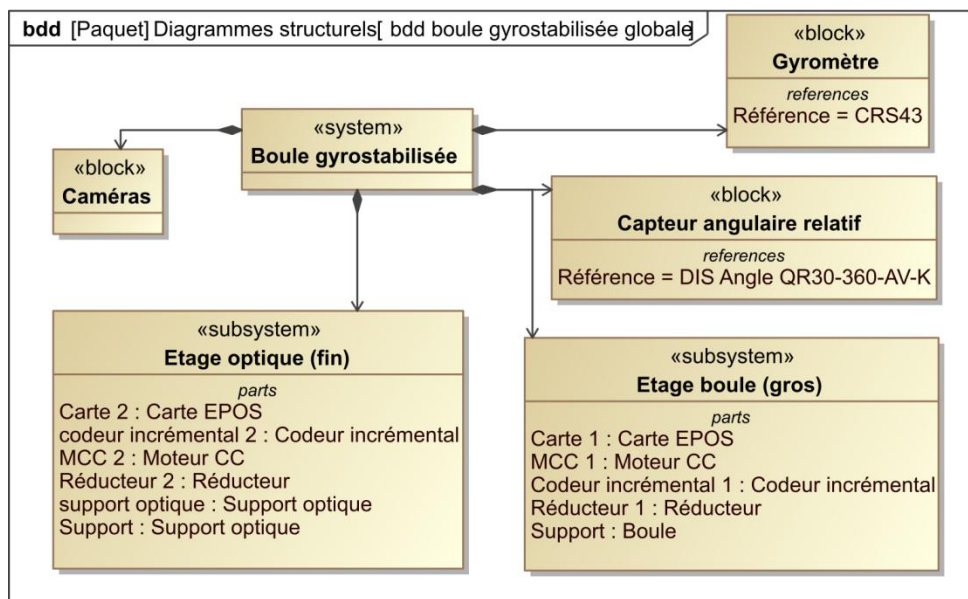 bdd [Paquet] Diagrammes structurels[ bdd boule gyrostabilisée globale]
«block»
Gyromètre
references
Référence = CRS43
«system»
Boule gyrostabilisée
«block»
Caméras
«block»
Capteur angulaire relatif
references
Référence = DIS Angle QR30-360-AV-K
«subsystem»
Etage optique (fin)
parts
Carte 2 : Carte EPOS
codeur incrémental 2 : Codeur incrémental
MCC 2 : Moteur CC
Réducteur 2 : Réducteur
support optique : Support optique
Support : Support optique
«subsystem»
Etage boule (gros)
parts
Carte 1 : Carte EPOS
MCC 1 : Moteur CC
Codeur incrémental 1 : Codeur incrémental
Réducteur 1 : Réducteur
Support : Boule